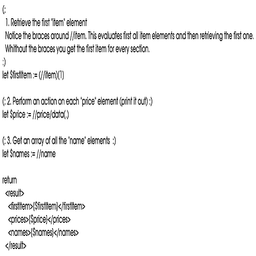 (:
1. Retrieve the first "item" element
Notice the braces around //item. This evaluates first all item elements and then retrieving the first one.
Whithout the braces you get the first item for every section.
:)
let $firstItem := (//item)(1)
(: 2. Perform an action on each "price" element (print it out) :)
let $price := //price/data(.)
(: 3. Get an array of all the "name" elements :)
let $names := //name
return
<result>
<firstItem>{$firstItem}</firstItem>
<prices>{$price}</prices>
<names>{$names}</names>
</result>